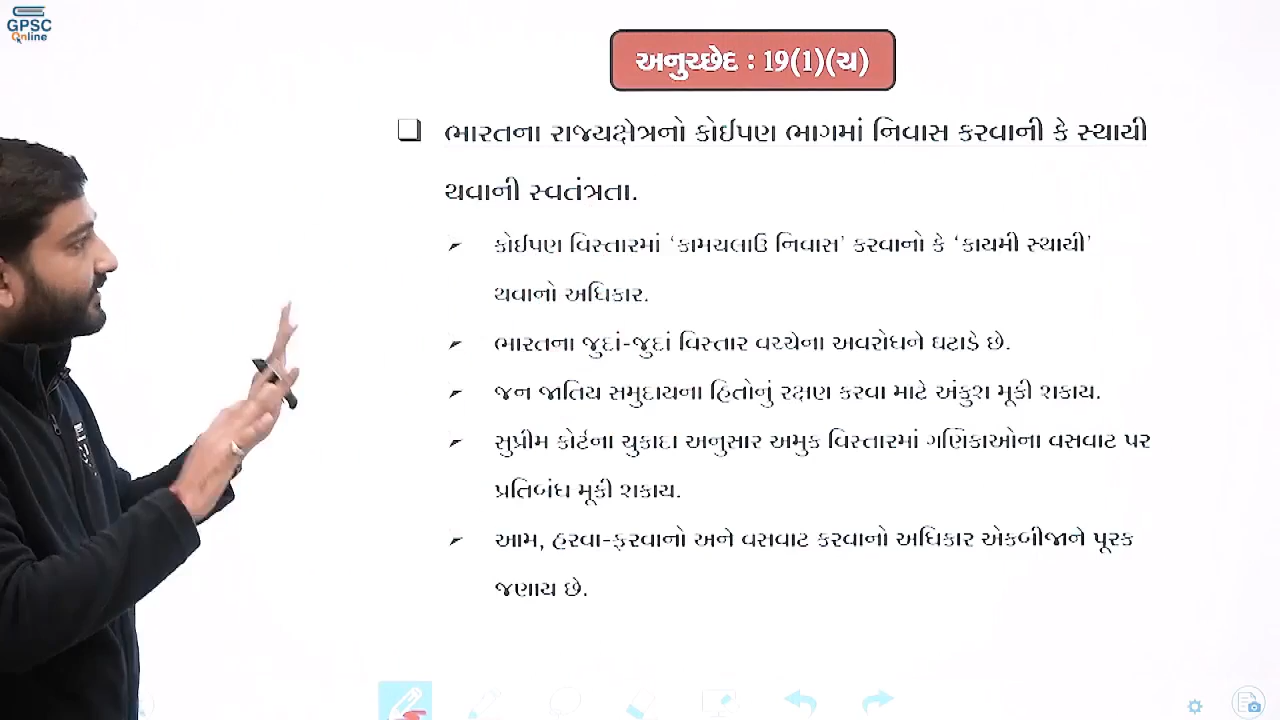 GPSC
Online
અનુચ્છેદ : 19(1)(ચ)
ભારતના રાજ્યક્ષેત્રનો કોઈપણ ભાગમાં નિવાસ કરવાની કે સ્થાયી
થવાની સ્વતંત્રતા.
કોઈપણ વિસ્તારમાં ‘કામચલાઉ નિવાસ’ કરવાનો કે ‘કાયમી સ્થાયી’
થવાનો અધિકાર.
ભારતના જુદાં-જુદાં વિસ્તાર વચ્ચેના અવરોધને ઘટાડે છે.
જન જાતિય સમુદાયના હિતોનું રક્ષણ કરવા માટે અંકુશ મૂકી શકાય.
સુપ્રીમ કોર્ટના ચુકાદા અનુસાર અમુક વિસ્તારમાં ગણિકાઓના વસવાટ પર
પ્રતિબંધ મૂકી શકાય.
આમ, હરવા-ફરવાનો અને વસવાટ કરવાનો અધિકાર એકબીજાને પૂરક
જણાય છે.